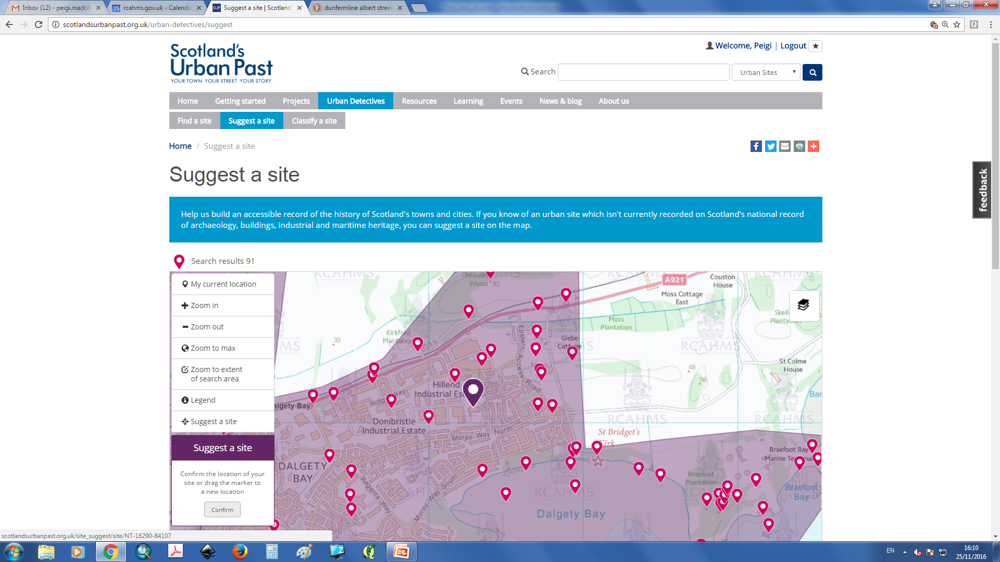 Inbox (12) - peigi.mackill
rcahms.gov.uk - Calenda
Suggest a site | Scotland
dunfermline albert street
scotlandsurbanpast.org.uk/urban-detectives/suggest
Scotland's
Urban Past
YOUR TOWN YOUR STREET YOUR STORY
Welcome, Peigi | Logout
Search
Urban Sites
Home Getting started Projects Urban Detectives Resources Learning Events News & blog About us
Find a site Suggest a site Classify a site
Home / Suggest a site
Suggest a site
feedback
Help us build an accessible record of the history of Scotland's towns and cities. If you know of an urban site which isn't currently recorded on Scotland's national record
of archaeology, buildings, industrial and maritime heritage, you can suggest a site on the map.
Search results 91
My current location
Zoom in
Zoom out
Zoom to max
Zoom to extent
of search area
Legend
Suggest a site
Suggest a site
Confirm the location of your
site or drag the marker to
a new location
Confirm
RCAHMS
Wood 82
A921
Couston
House
Moss Cottage
East
Moss
Plantation
Plantation
Kirkford
Plantation
30
37
Eastern Access Road
Glebe
Cottage
St Colme
House
48
58
Hillend
Industrial Est
Ridge Way
Dalgety Bay
Donibristle
Industrial Estate
Moray Way North
St Bridget's
Kirk
DALGETY
BAY
Regents Way
Moray Way South
6
Braefoot Bay
Marine Terminal
Braefoot
Plantation
Braefoot
Bay
Dalgety Bay
RCAHMS
RCAHMS
RCAHMS
scotlandsurbanpast.org.uk/site_suggest/site/NT-16290-84107
EN
16:10
25/11/2016